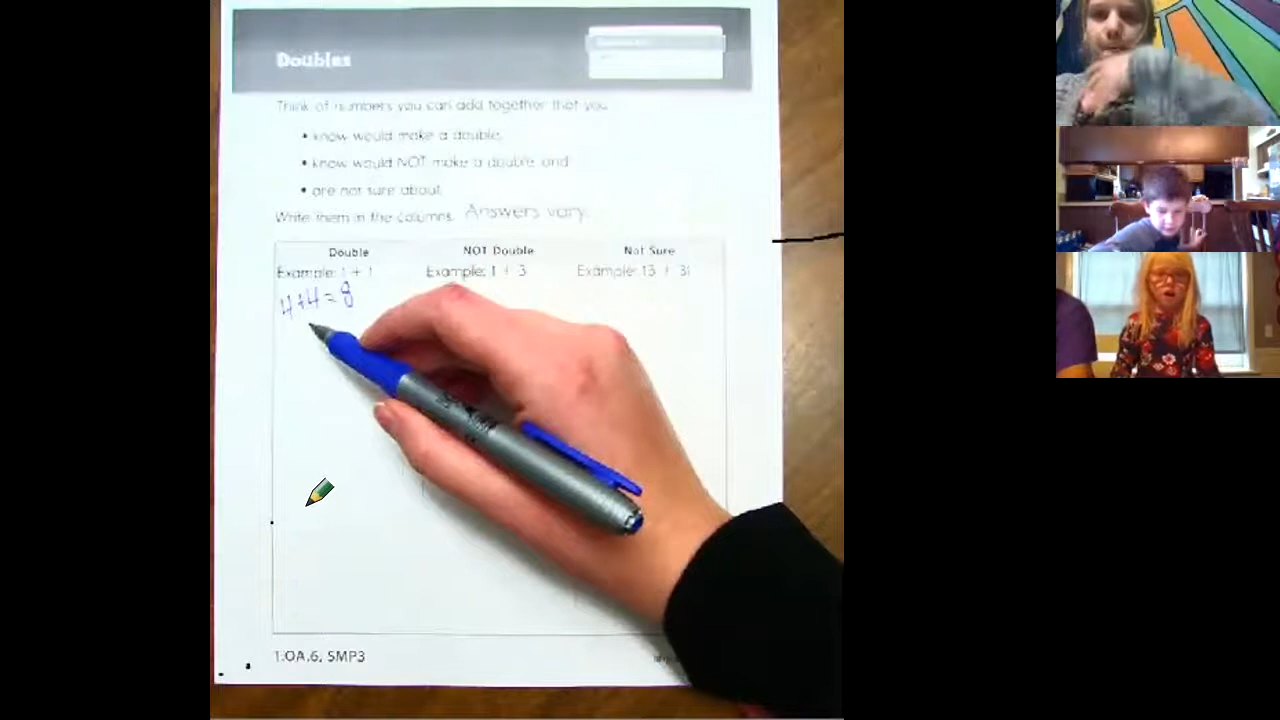 Doubles
Think of numbers you can add together that you
• know would make a double,
• know would NOT make a double, and
• are not sure about.
Write them in the columns. Answers vary.
Double NOT Double Not Sure
Example: 1 + 1 Example: 1 + 3 Example: 13 + 31
4+4=8
1.OA.6, SMP3